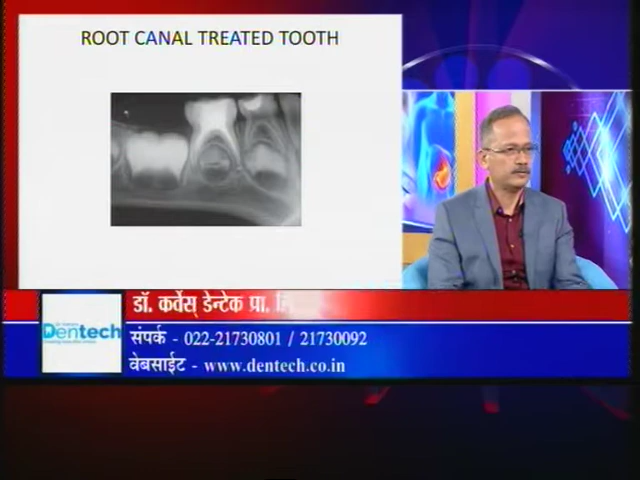 ROOT CANAL TREATED TOOTH
डॉ. कर्वेस् डेन्टेक प्रा.
Dentech
संपर्क - 022-21730801 / 21730092
वेबसाईट - www.dentech.co.in